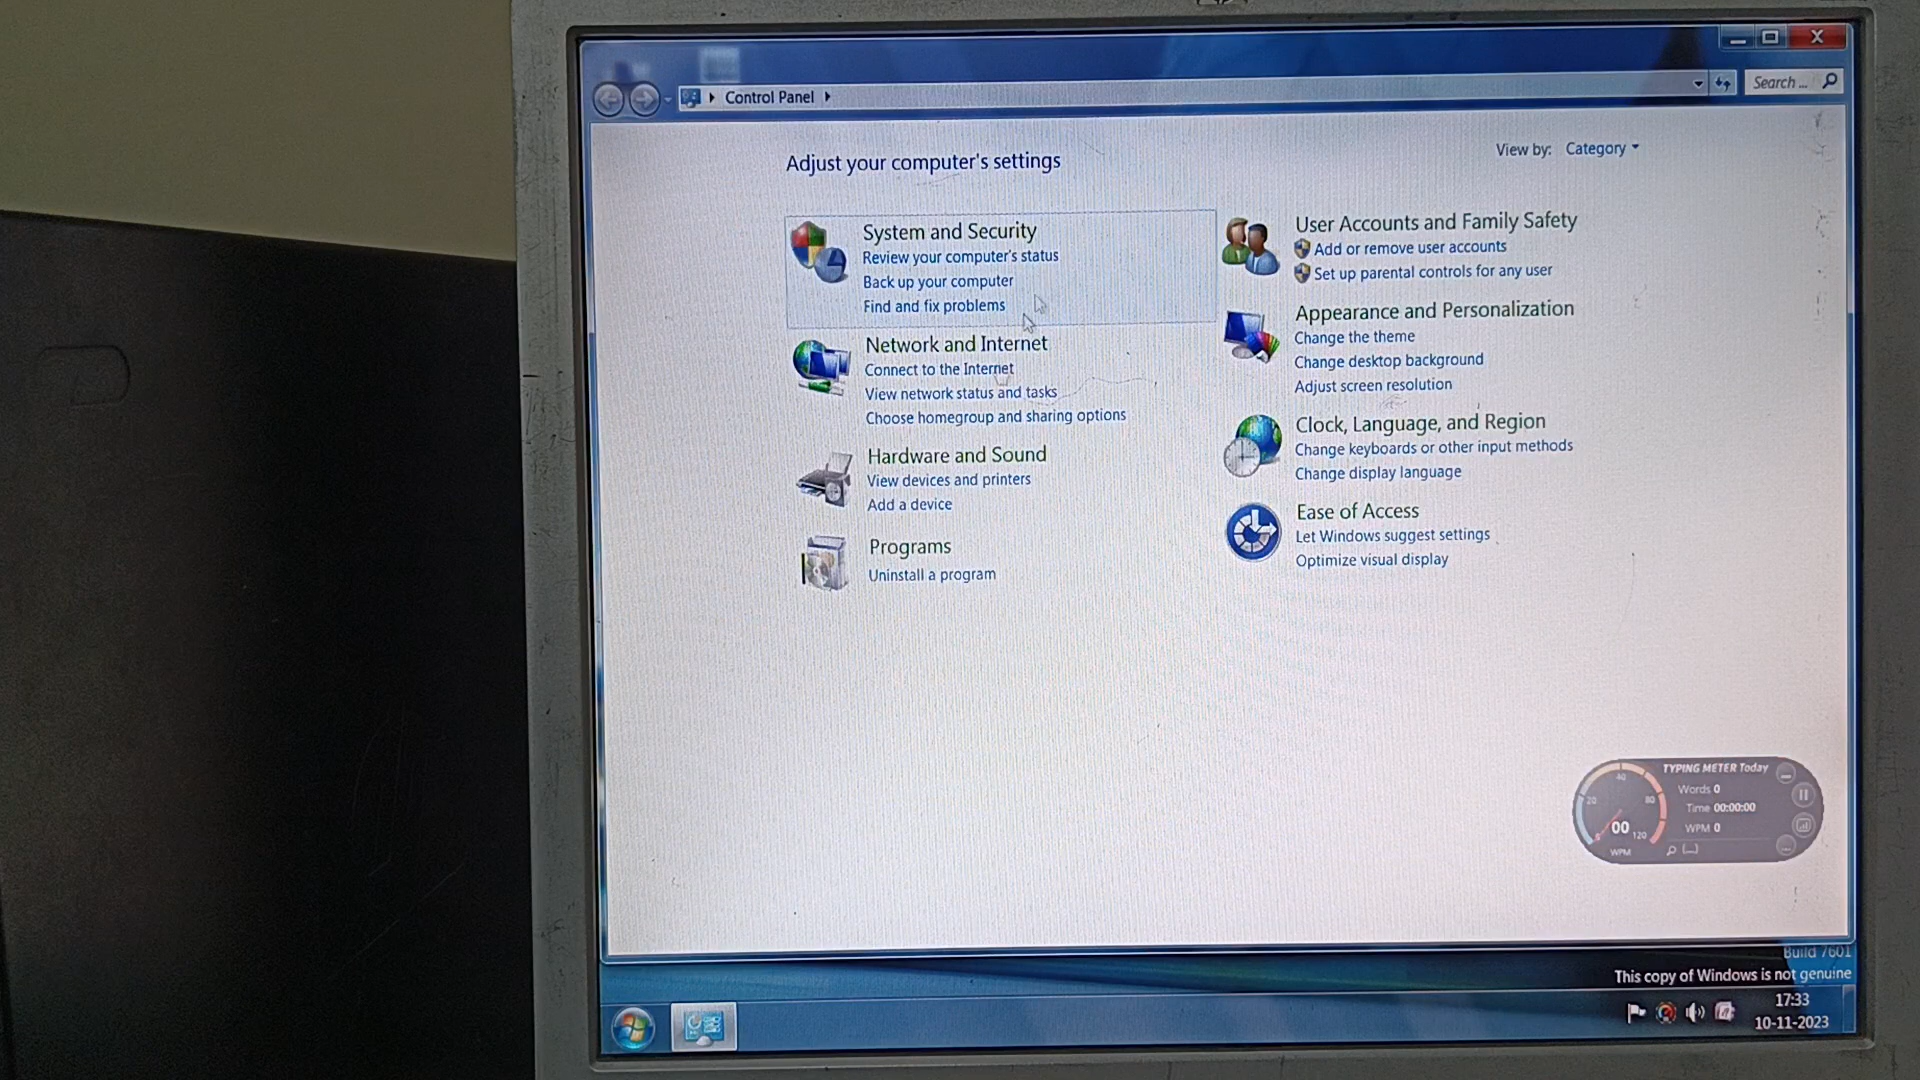 Control Panel
Search ...
Adjust your computer's settings
View by: Category
System and Security
Review your computer's status
Back up your computer
Find and fix problems
Network and Internet
Connect to the Internet
View network status and tasks
Choose homegroup and sharing options
Hardware and Sound
View devices and printers
Add a device
Programs
Uninstall a program
User Accounts and Family Safety
Add or remove user accounts
Set up parental controls for any user
Appearance and Personalization
Change the theme
Change desktop background
Adjust screen resolution
Clock, Language, and Region
Change keyboards or other input methods
Change display language
Ease of Access
Let Windows suggest settings
Optimize visual display
TYPING METER Today
Words 0
Time 00:00:00
WPM 0
20
40
80
120
00
WPM
Build 7601
This copy of Windows is not genuine
17:33
10-11-2023